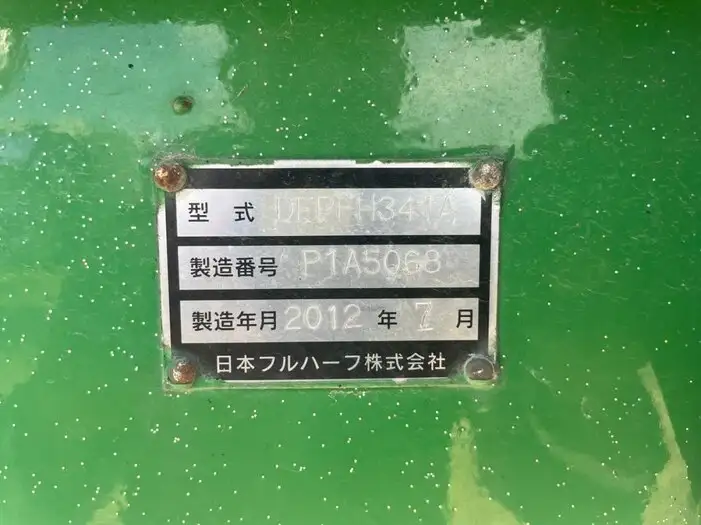 型式 DEPFH341A
製造番号 P1A5068
製造年月 2012 年 7 月
日本フルハーフ株式会社